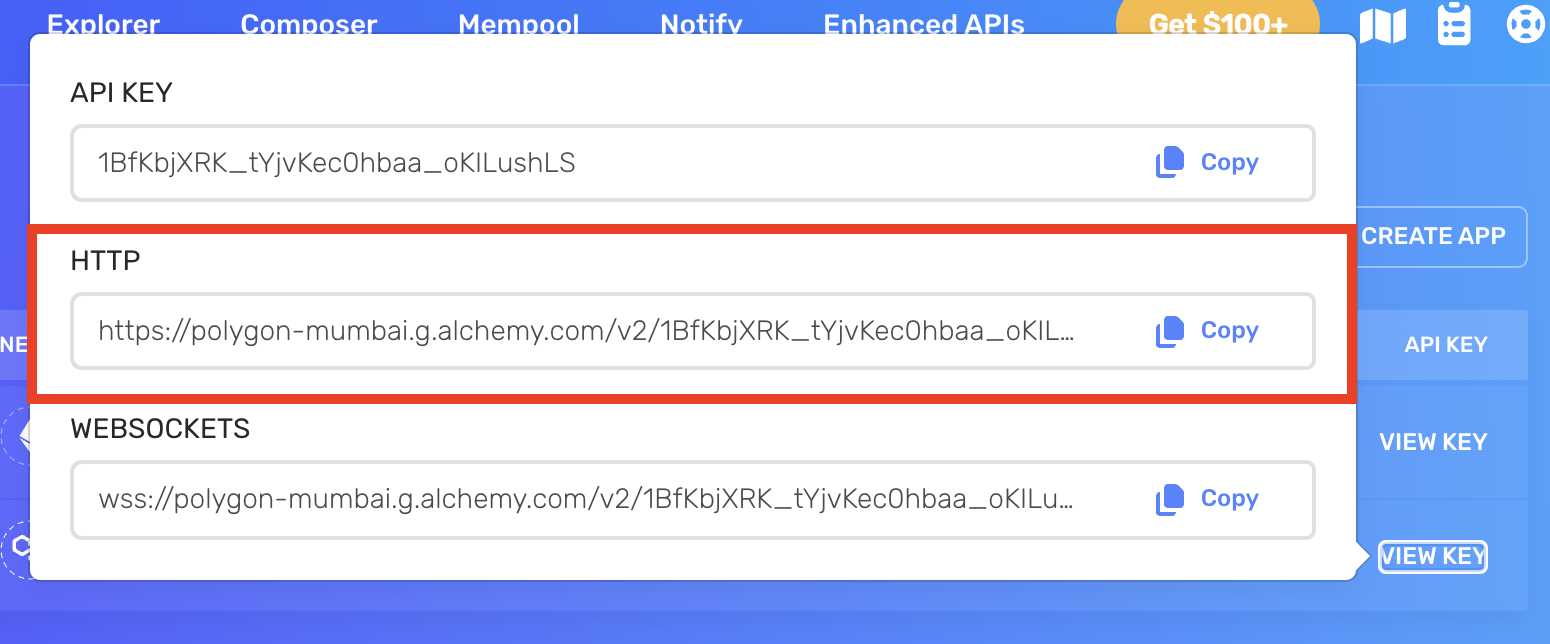 Explorer Composer Mempool Notify Enhanced APIs Get $100+
API KEY
1BfKbjXRK_tYjvKec0hbaa_oKILushLS Copy
CREATE APP
HTTP
https://polygon-mumbai.g.alchemy.com/v2/1BfKbjXRK_tYjvKec0hbaa_oKIL... Copy
NE
API KEY
WEBSOCKETS
VIEW KEY
wss://polygon-mumbai.g.alchemy.com/v2/1BfKbjXRK_tYjvKec0hbaa_oKILu... Copy
VIEW KEY